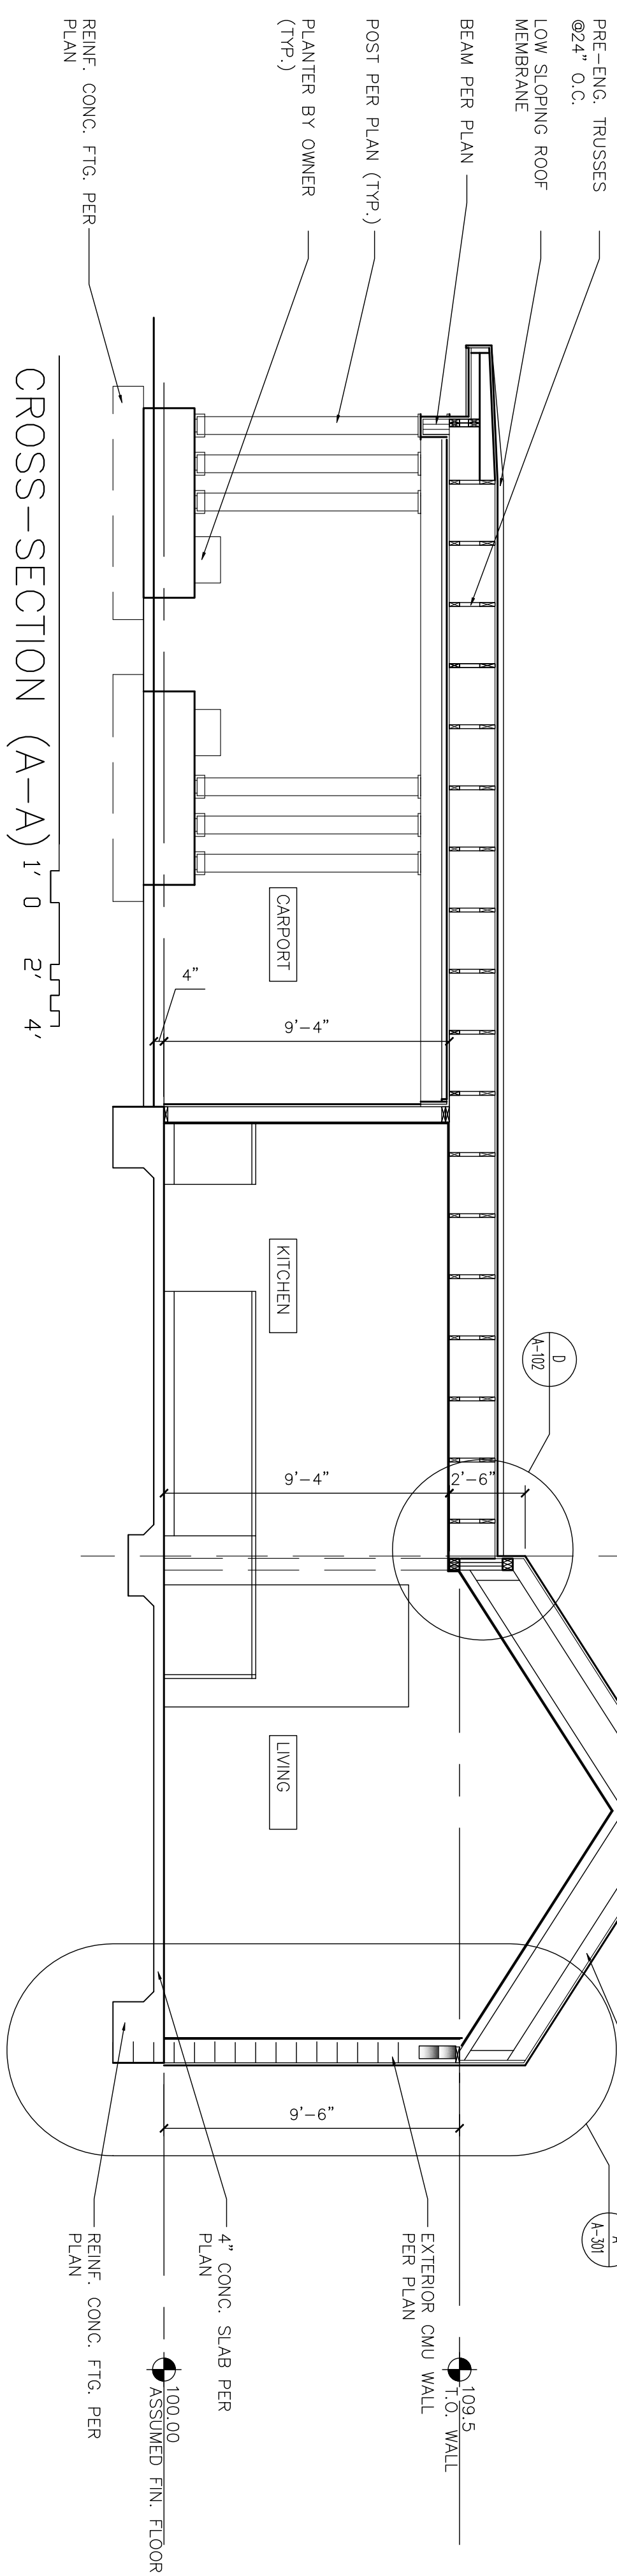 PRE-ENG. TRUSSES
@24" O.C.
LOW SLOPING ROOF
MEMBRANE
BEAM PER PLAN
POST PER PLAN (TYP.)
PLANTER BY OWNER
(TYP.)
REINF. CONC. FTG. PER
PLAN
CARPORT
4"
9'-4"
KITCHEN
D
A-102
9'-4"
2'-6"
LIVING
9'-6"
A
A-301
EXTERIOR CMU WALL
PER PLAN
4" CONC. SLAB PER
PLAN
REINF. CONC. FTG. PER
PLAN
109.5
T.O. WALL
100.00
ASSUMED FIN. FLOOR
CROSS-SECTION (A-A)
1' 0 2' 4'